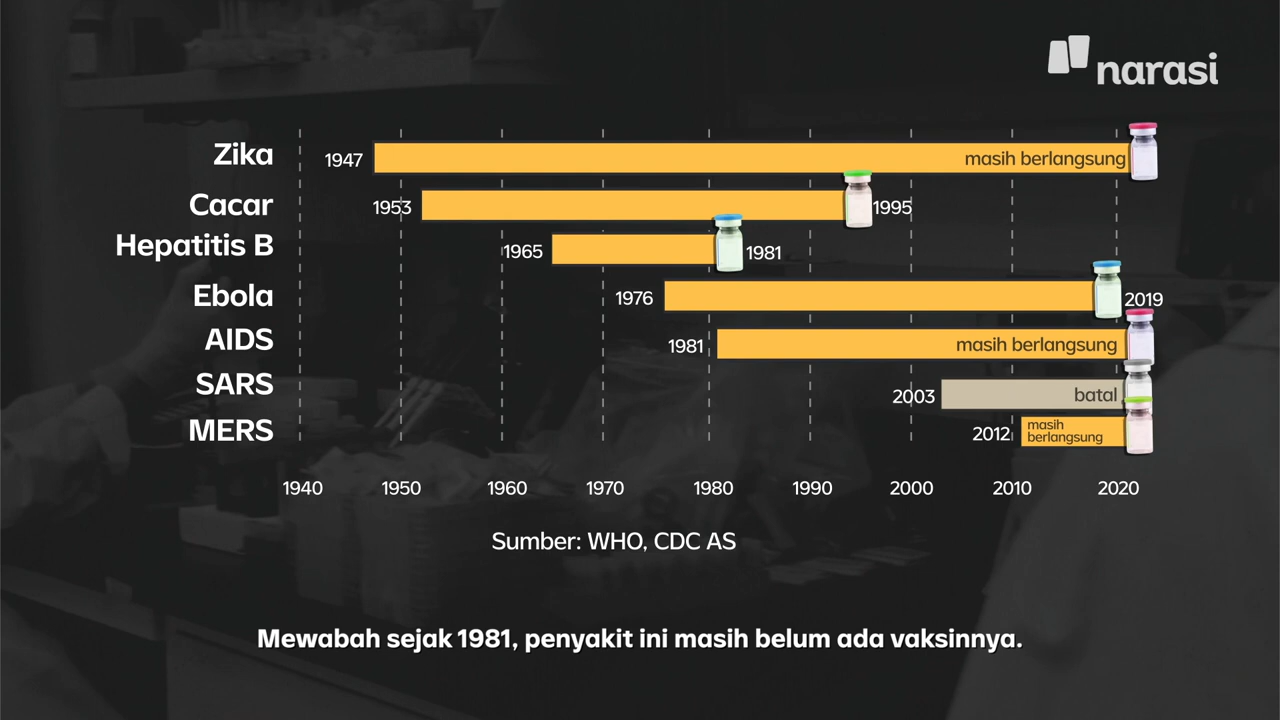 narasi
Zika
1947
masih berlangsung
Cacar
1953
1995
Hepatitis B
1965
1981
Ebola
1976
2019
AIDS
1981
masih berlangsung
SARS
2003
batal
MERS
2012
masih
berlangsung
1940 1950 1960 1970 1980 1990 2000 2010 2020
Sumber: WHO, CDC AS
Mewabah sejak 1981, penyakit ini masih belum ada vaksinnya.